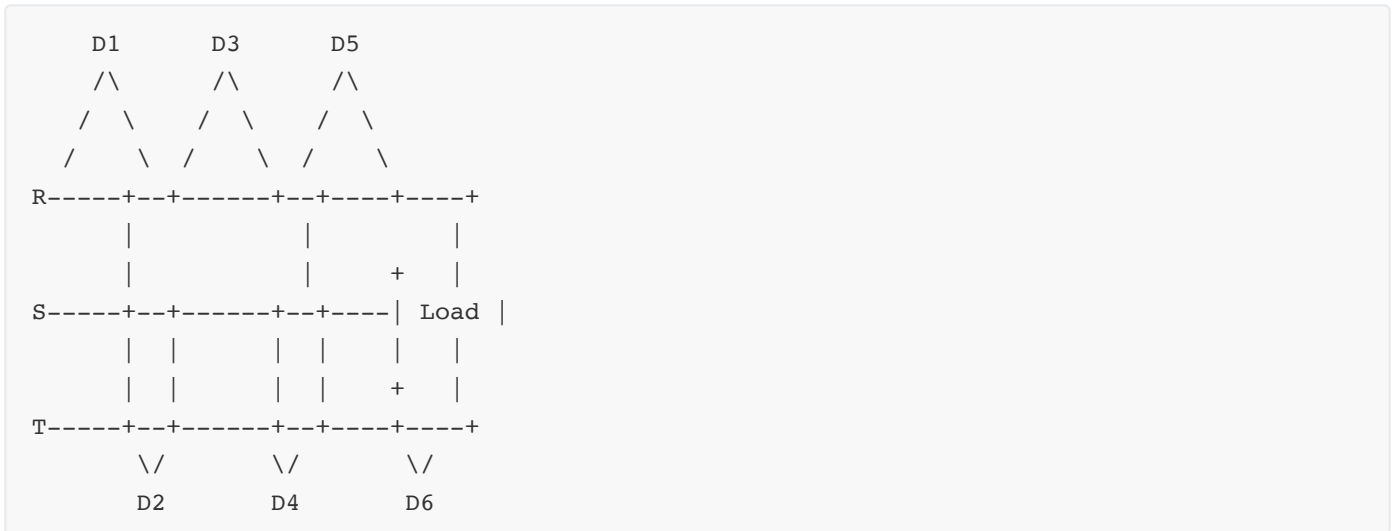 D1      D3      D5
    /\      /\      /\
   /  \    /  \    /  \
  /    \  /    \  /    \
R-----+--+------+--+----+----+
      |           |         |
      |           |     +   |
S-----+--+------+--+----| Load |
      |  |      |  |    |   |
      |  |      |  |    +   |
T-----+--+------+--+----+----+
       \/       \/       \/
       D2       D4       D6